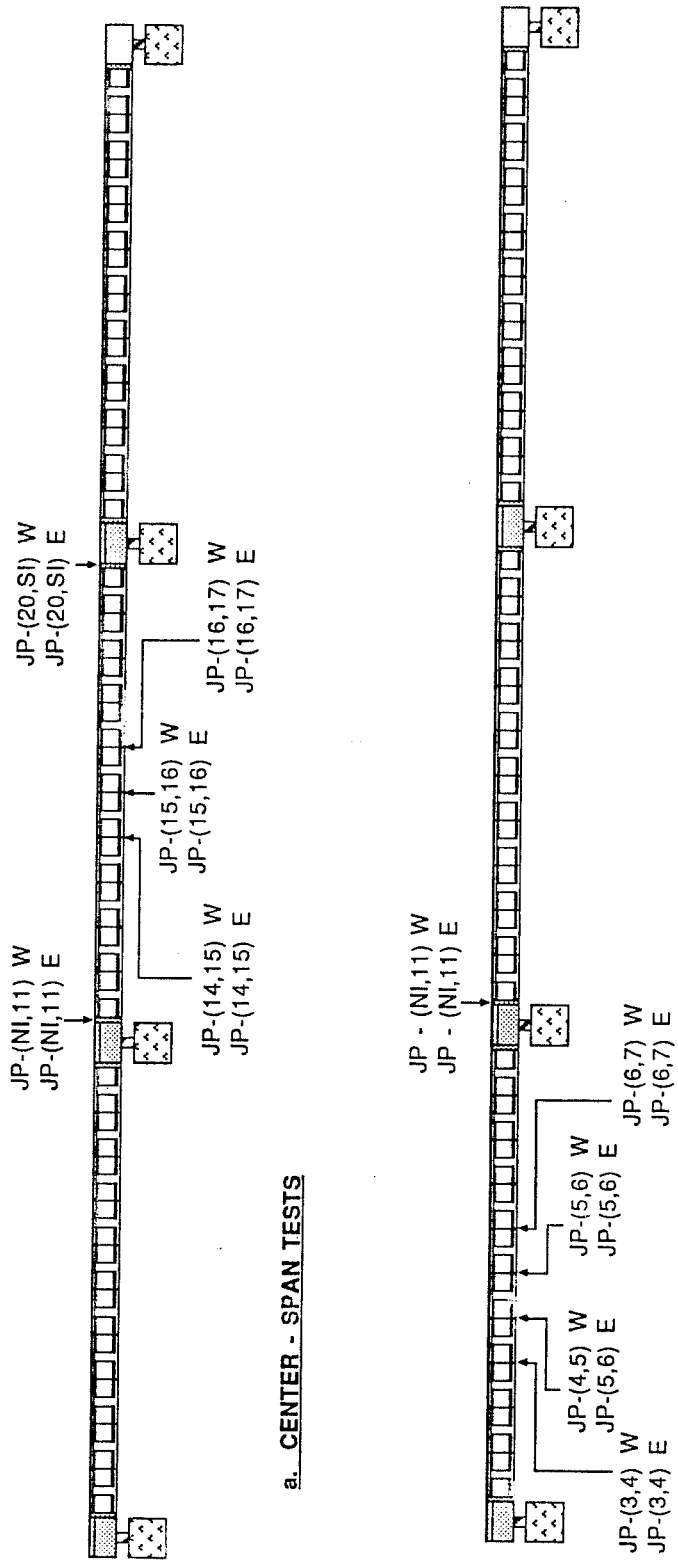 JP-(NI,11) W
JP-(NI,11) E
JP-(20,SI) W
JP-(20,SI) E
JP-(14,15) W
JP-(14,15) E
JP-(15,16) W
JP-(15,16) E
JP-(16,17) W
JP-(16,17) E
a. CENTER - SPAN TESTS
JP - (NI,11) W
JP - (NI,11) E
JP-(3,4) W
JP-(3,4) E
JP-(4,5) W
JP-(5,6) E
JP-(5,6) W
JP-(5,6) E
JP-(6,7) W
JP-(6,7) E